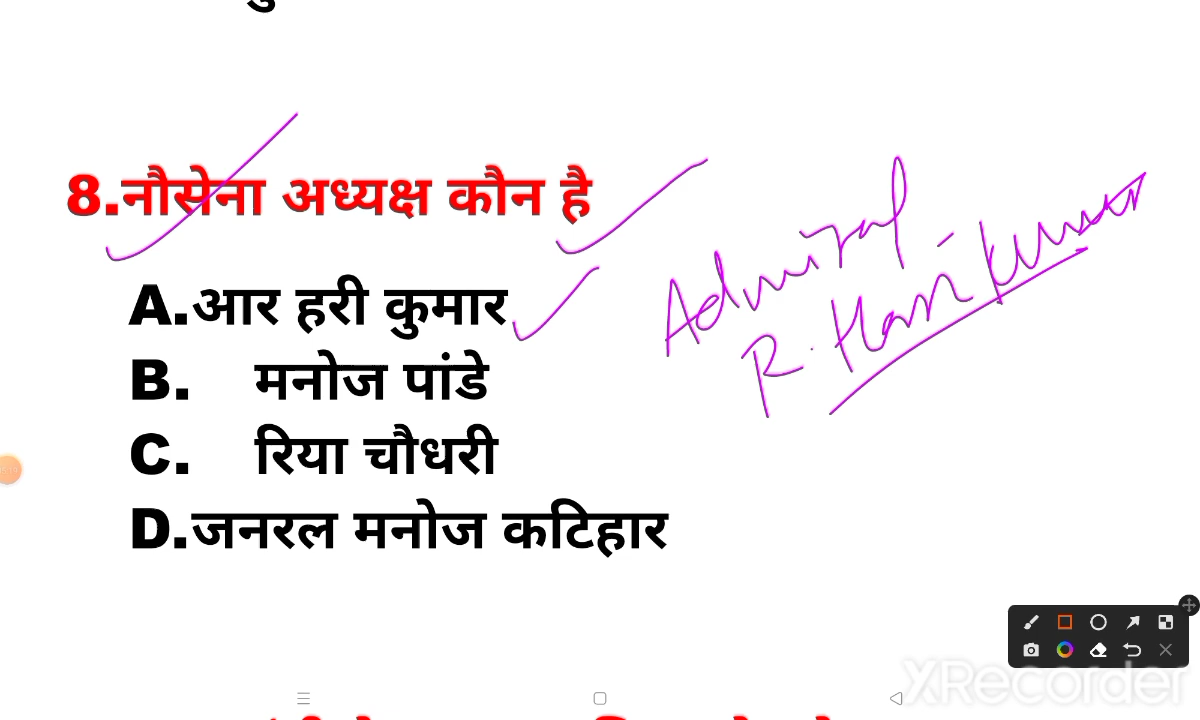 8.नौसेना अध्यक्ष कौन है
A.आर हरी कुमार
B. मनोज पांडे
C. रिया चौधरी
D.जनरल मनोज कटिहार
Admiral
R. Hari Kumar
XRecorder